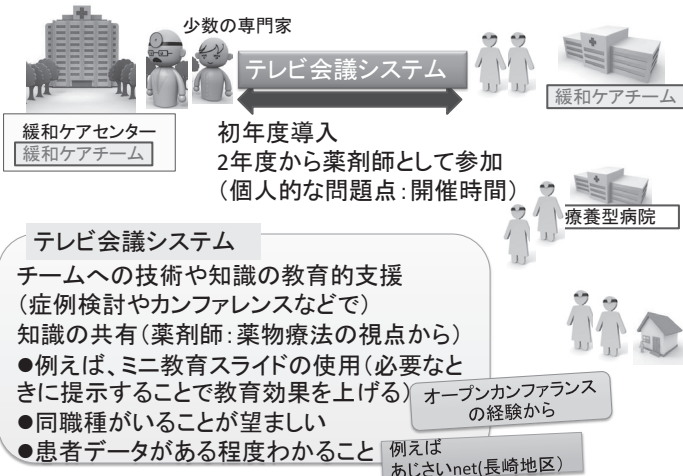 少数の専門家
テレビ会議システム
緩和ケアチーム
緩和ケアセンター
緩和ケアチーム
初年度導入
2年度から薬剤師として参加
(個人的な問題点:開催時間)
療養型病院
テレビ会議システム
チームへの技術や知識の教育的支援
(症例検討やカンファレンスなどで)
知識の共有(薬剤師:薬物療法の視点から)
●例えば、ミニ教育スライドの使用(必要なと
きに提示することで教育効果を上げる)
●同職種がいることが望ましい
●患者データがある程度わかること
オープンカンファランス
の経験から
例えば
あじさいnet(長崎地区)